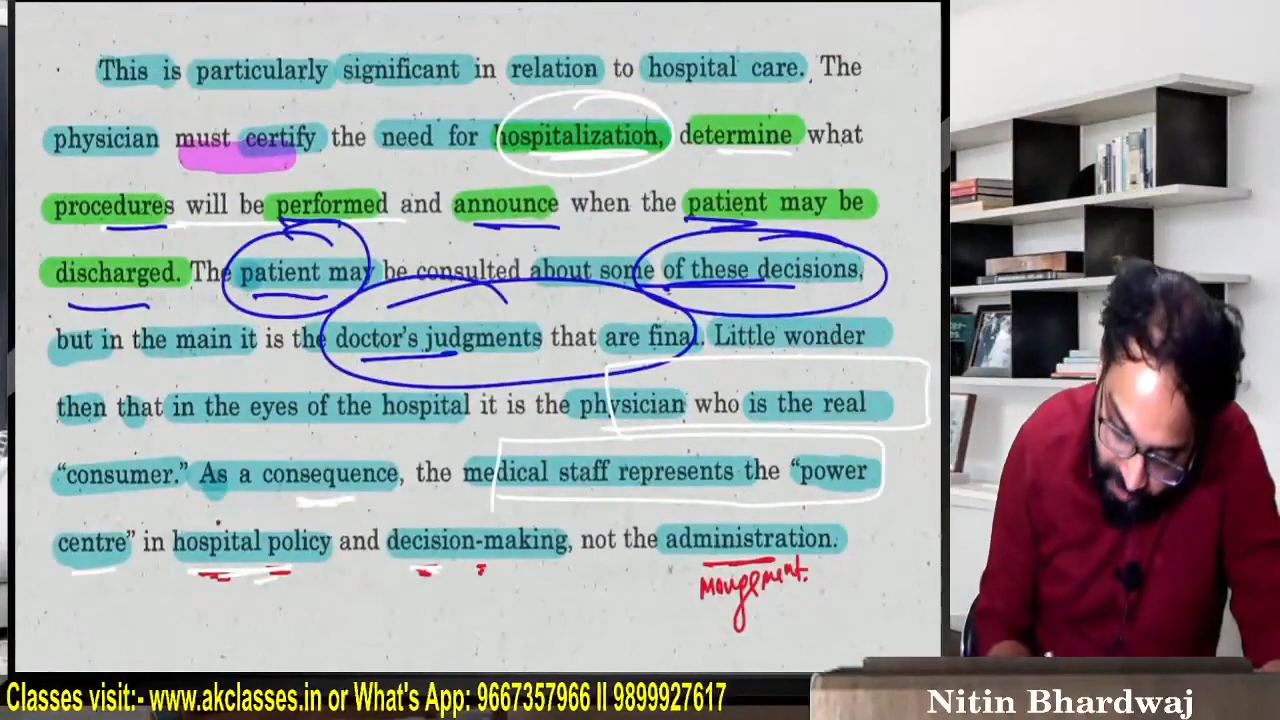 This is particularly significant in relation to hospital care. The
physician must certify the need for hospitalization, determine what
procedures will be performed and announce when the patient may be
discharged. The patient may be consulted about some of these decisions,
but in the main it is the doctor's judgments that are final. Little wonder
then that in the eyes of the hospital it is the physician who is the real
“consumer.” As a consequence, the medical staff represents the “power
centre” in hospital policy and decision-making, not the administration.
Classes visit:- www.akclasses.in or What's App: 9667357966 II 9899927617
Nitin Bhardwaj